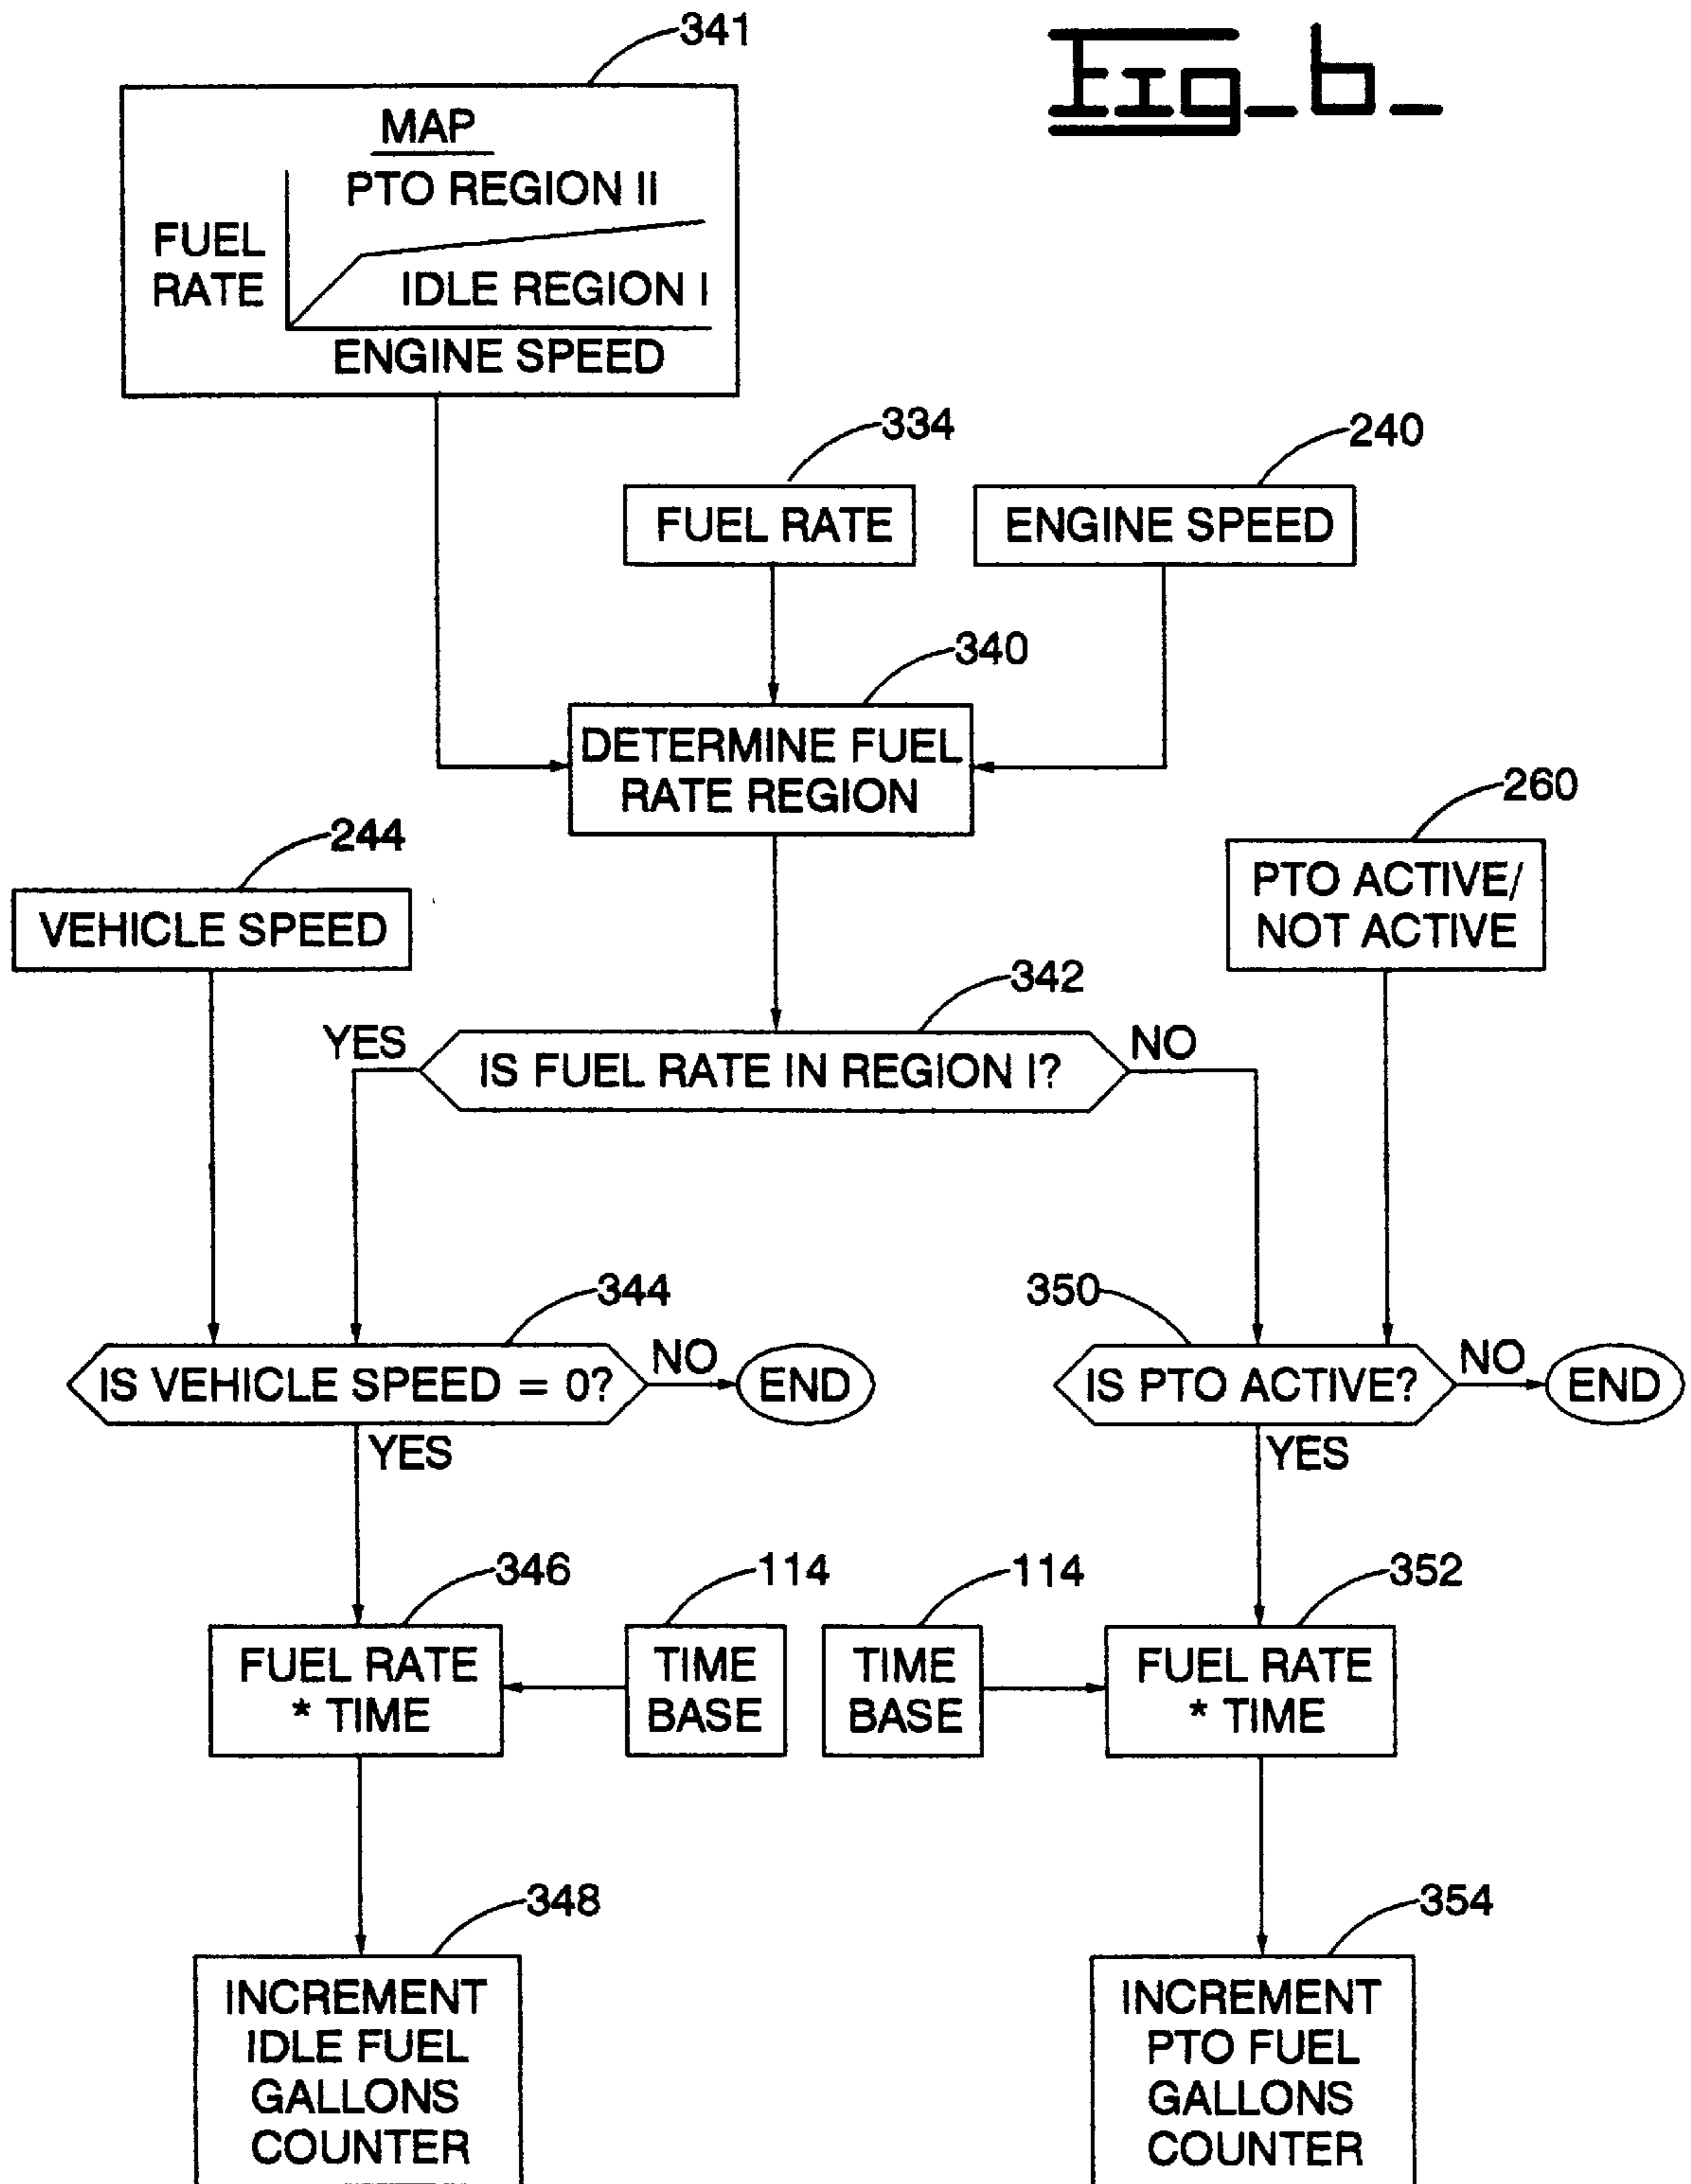 341
Fig_6_
MAP
PTO REGION II
FUEL
RATE
IDLE REGION I
ENGINE SPEED
334
240
FUEL RATE
ENGINE SPEED
340
DETERMINE FUEL
RATE REGION
260
244
PTO ACTIVE/
NOT ACTIVE
VEHICLE SPEED
342
YES
IS FUEL RATE IN REGION I?
NO
344
350
IS VEHICLE SPEED = 0?
NO
END
IS PTO ACTIVE?
NO
END
YES
YES
346
114
114
352
FUEL RATE
* TIME
TIME
BASE
TIME
BASE
FUEL RATE
* TIME
348
354
INCREMENT
IDLE FUEL
GALLONS
COUNTER
INCREMENT
PTO FUEL
GALLONS
COUNTER